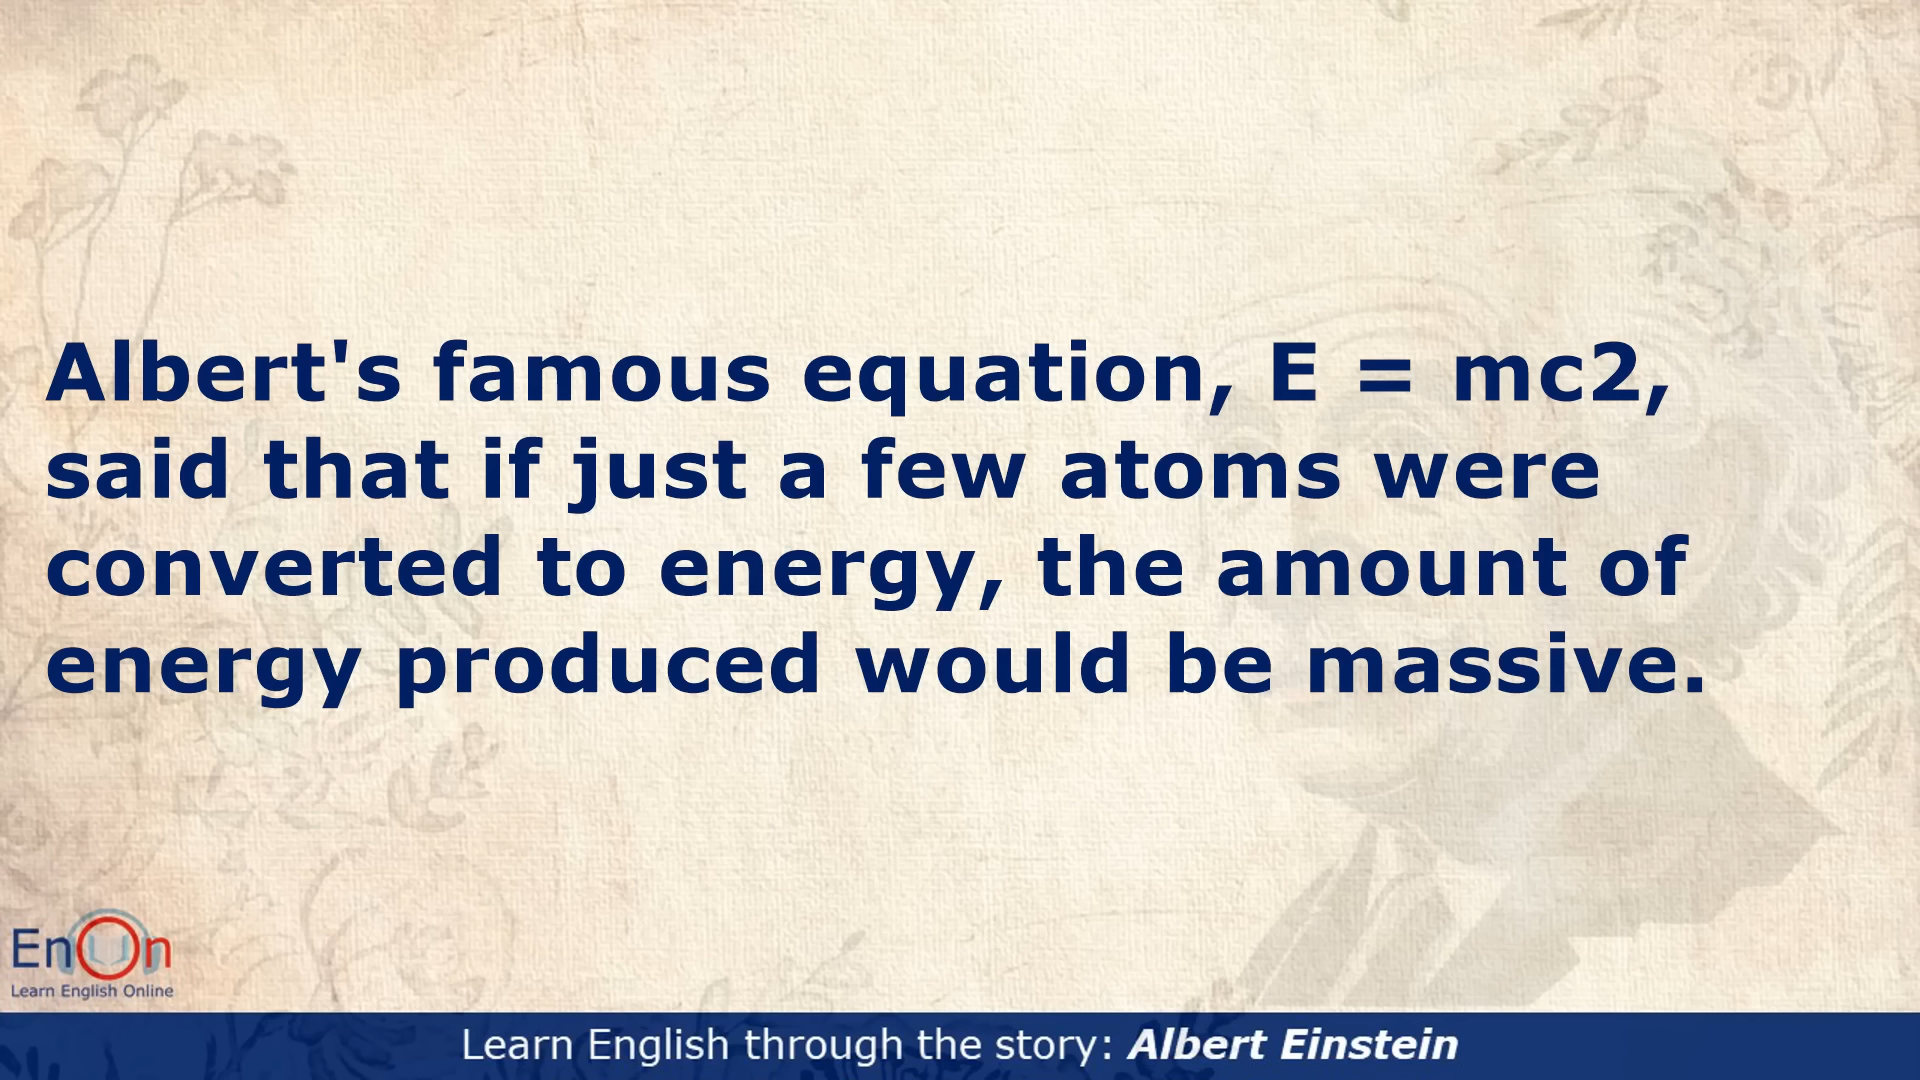 Albert's famous equation, E = mc2,
said that if just a few atoms were
converted to energy, the amount of
energy produced would be massive.
EnOn
Learn English Online
Learn English through the story: Albert Einstein